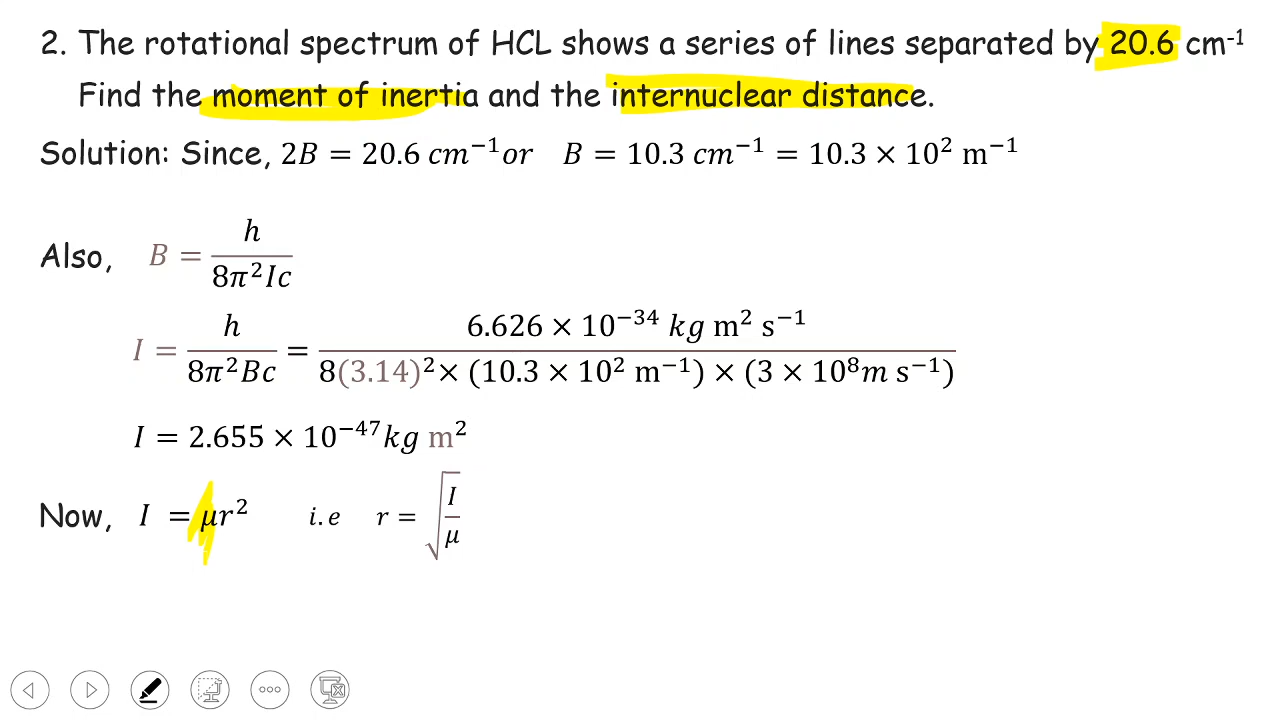 2. The rotational spectrum of HCL shows a series of lines separated by 20.6 cm⁻¹
Find the moment of inertia and the internuclear distance.
Solution: Since, 2B = 20.6 cm⁻¹ or B = 10.3 cm⁻¹ = 10.3 × 10² m⁻¹
Also, B = h / 8π²Ic
I = h / 8π²Bc = 6.626 × 10⁻³⁴ kg m² s⁻¹ / 8(3.14)² × (10.3 × 10² m⁻¹) × (3 × 10⁸m s⁻¹)
I = 2.655 × 10⁻⁴⁷kg m²
Now, I = μr² i.e r = √(I / μ)